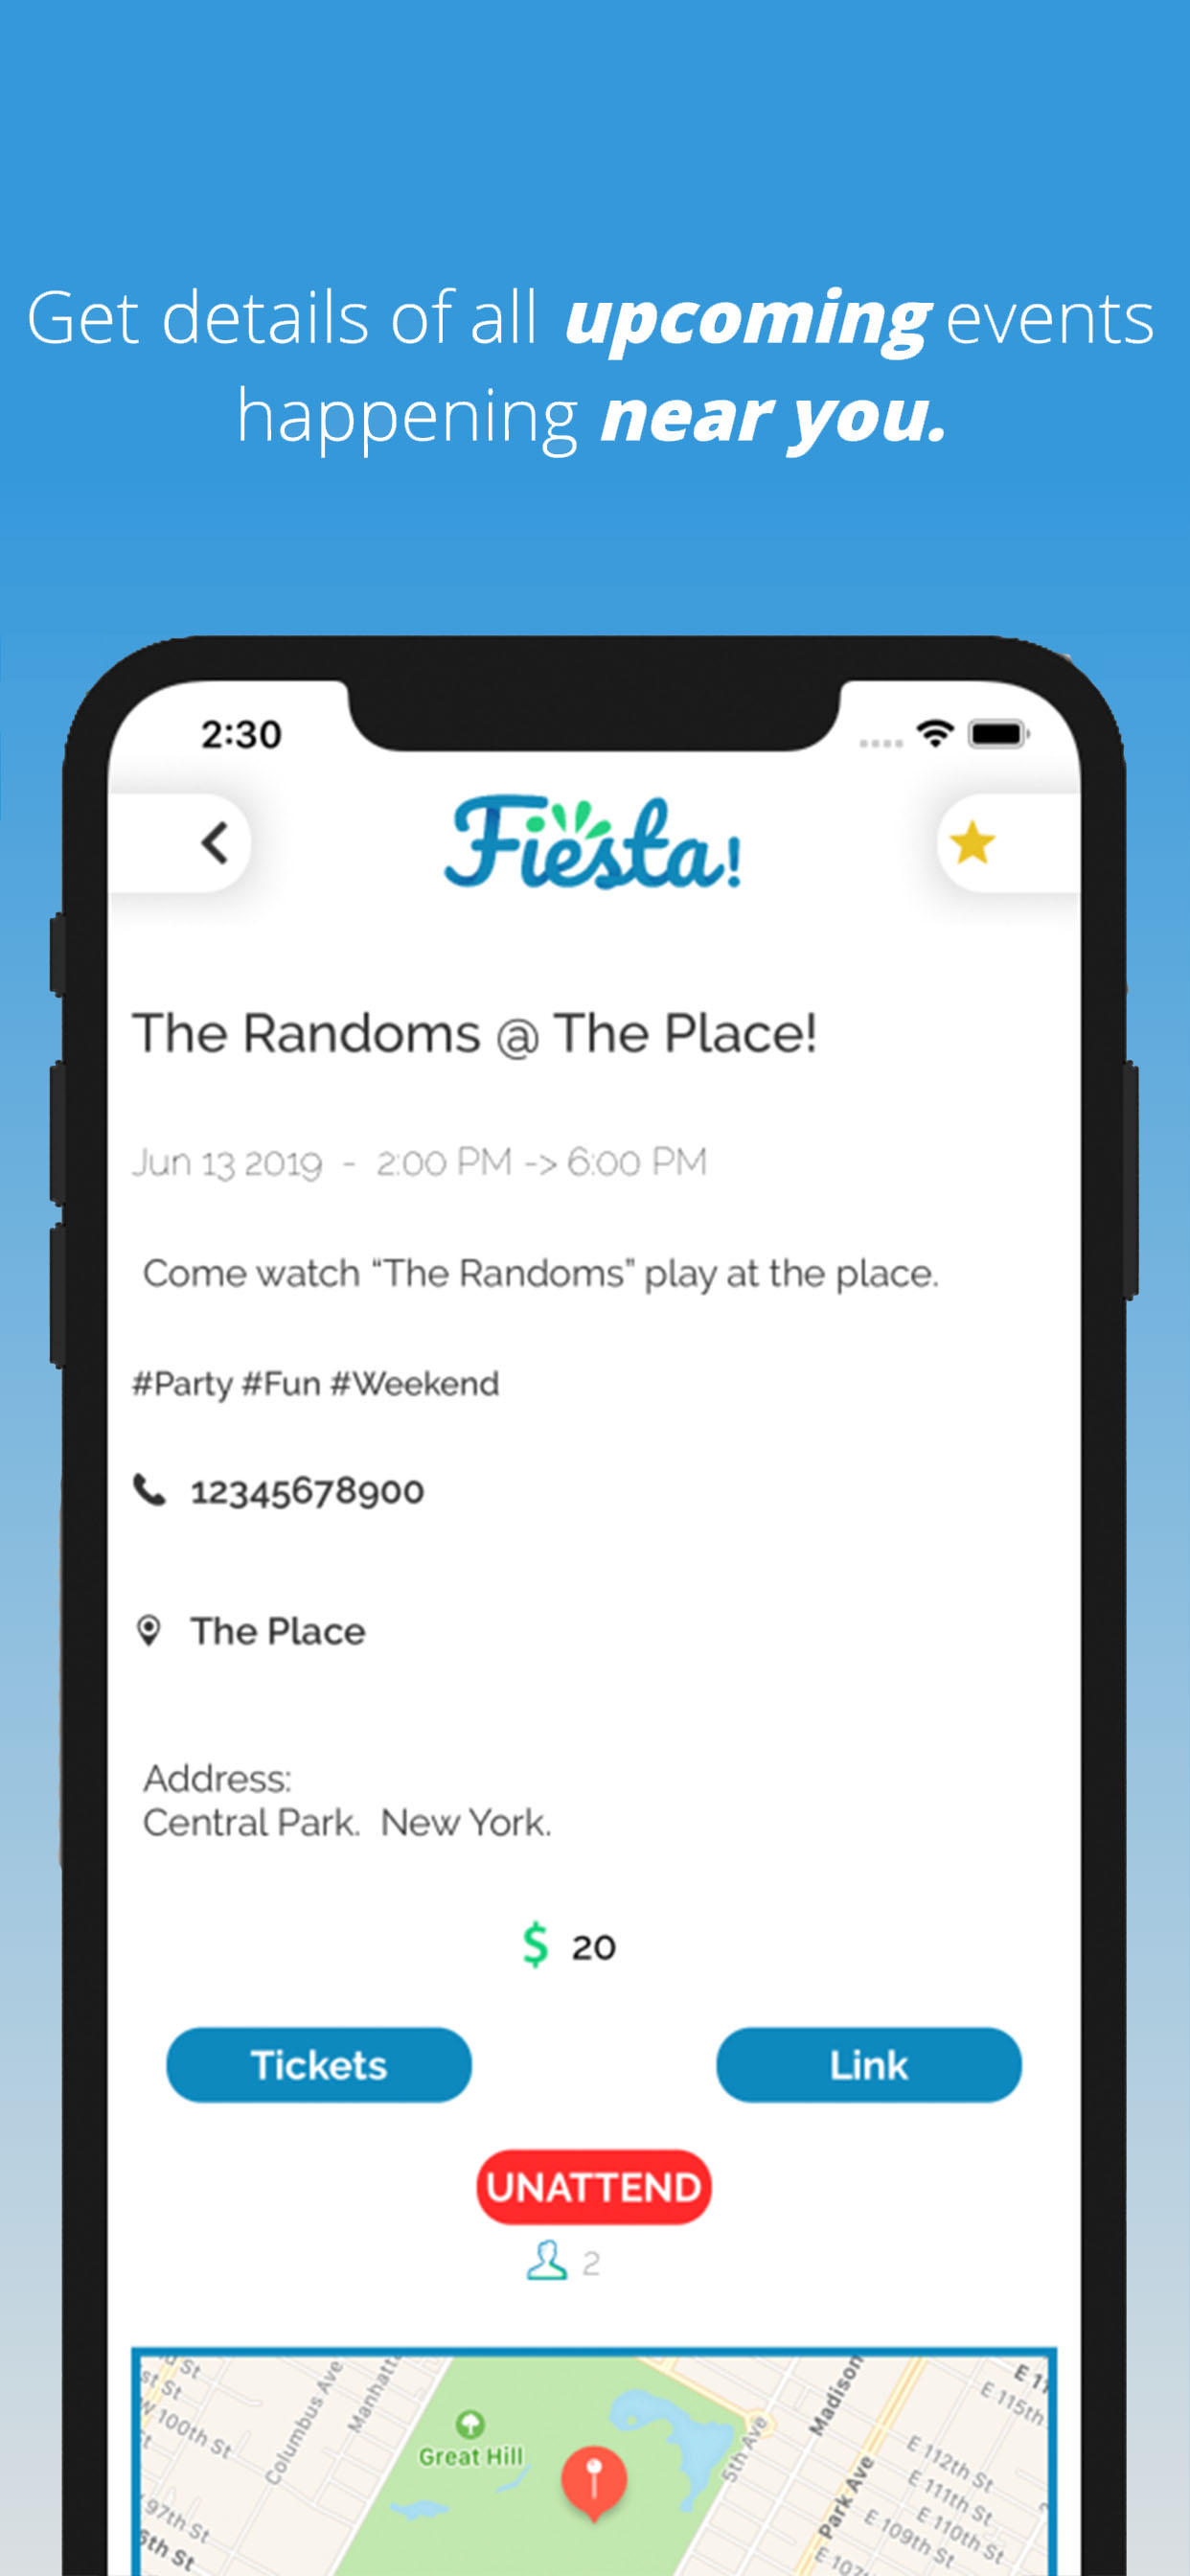 Get details of all upcoming events
happening near you.
2:30
Fiesta!
The Randoms @ The Place!
Jun 13 2019 - 2:00 PM -> 6:00 PM
Come watch “The Randoms” play at the place.
#Party #Fun #Weekend
12345678900
The Place
Address:
Central Park. New York.
$ 20
Tickets
Link
UNATTEND
2
W 100th St
97th St
Columbus Ave
Great Hill
5th Ave
Madison
Park Ave
E 115th
E 112th St
E 111th St
E 110th St
E 109th St